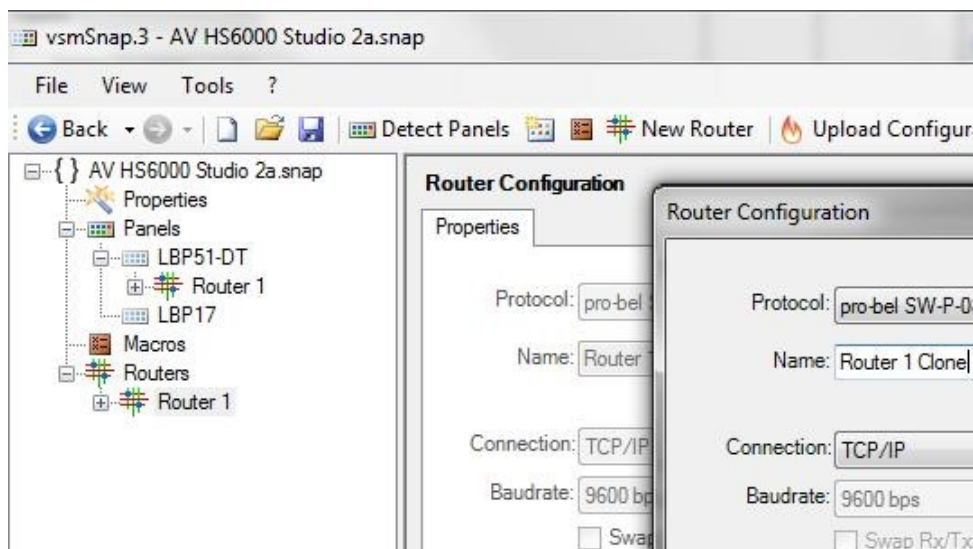 vsmSnap.3 - AV HS6000 Studio 2a.snap
File View Tools ?
Back Detect Panels New Router Upload Configur
{ } AV HS6000 Studio 2a.snap
Properties
Panels
LBP51-DT
Router 1
LBP17
Macros
Routers
Router 1
Router Configuration
Properties
Protocol: pro-bel
Name: Router
Connection: TCP/IP
Baudrate: 9600 bp
Swap
Router Configuration
Protocol: pro-bel SW-P-0
Name: Router 1 Clone
Connection: TCP/IP
Baudrate: 9600 bps
Swap Rx/Tx